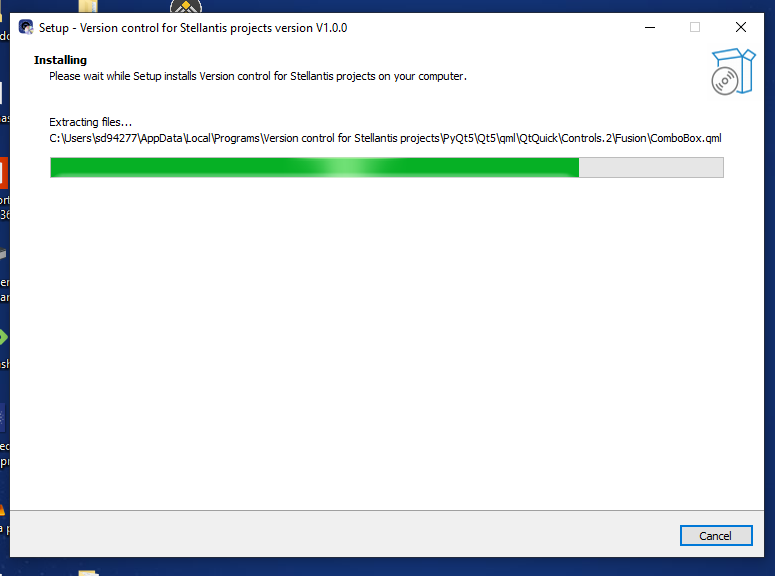 Setup - Version control for Stellantis projects version V1.0.0
Installing
Please wait while Setup installs Version control for Stellantis projects on your computer.
Extracting files...
C:\Users\sd94277\AppData\Local\Programs\Version control for Stellantis projects\PyQt5\Qt5\qml\QtQuick\Controls.2\Fusion\ComboBox.qml
Cancel